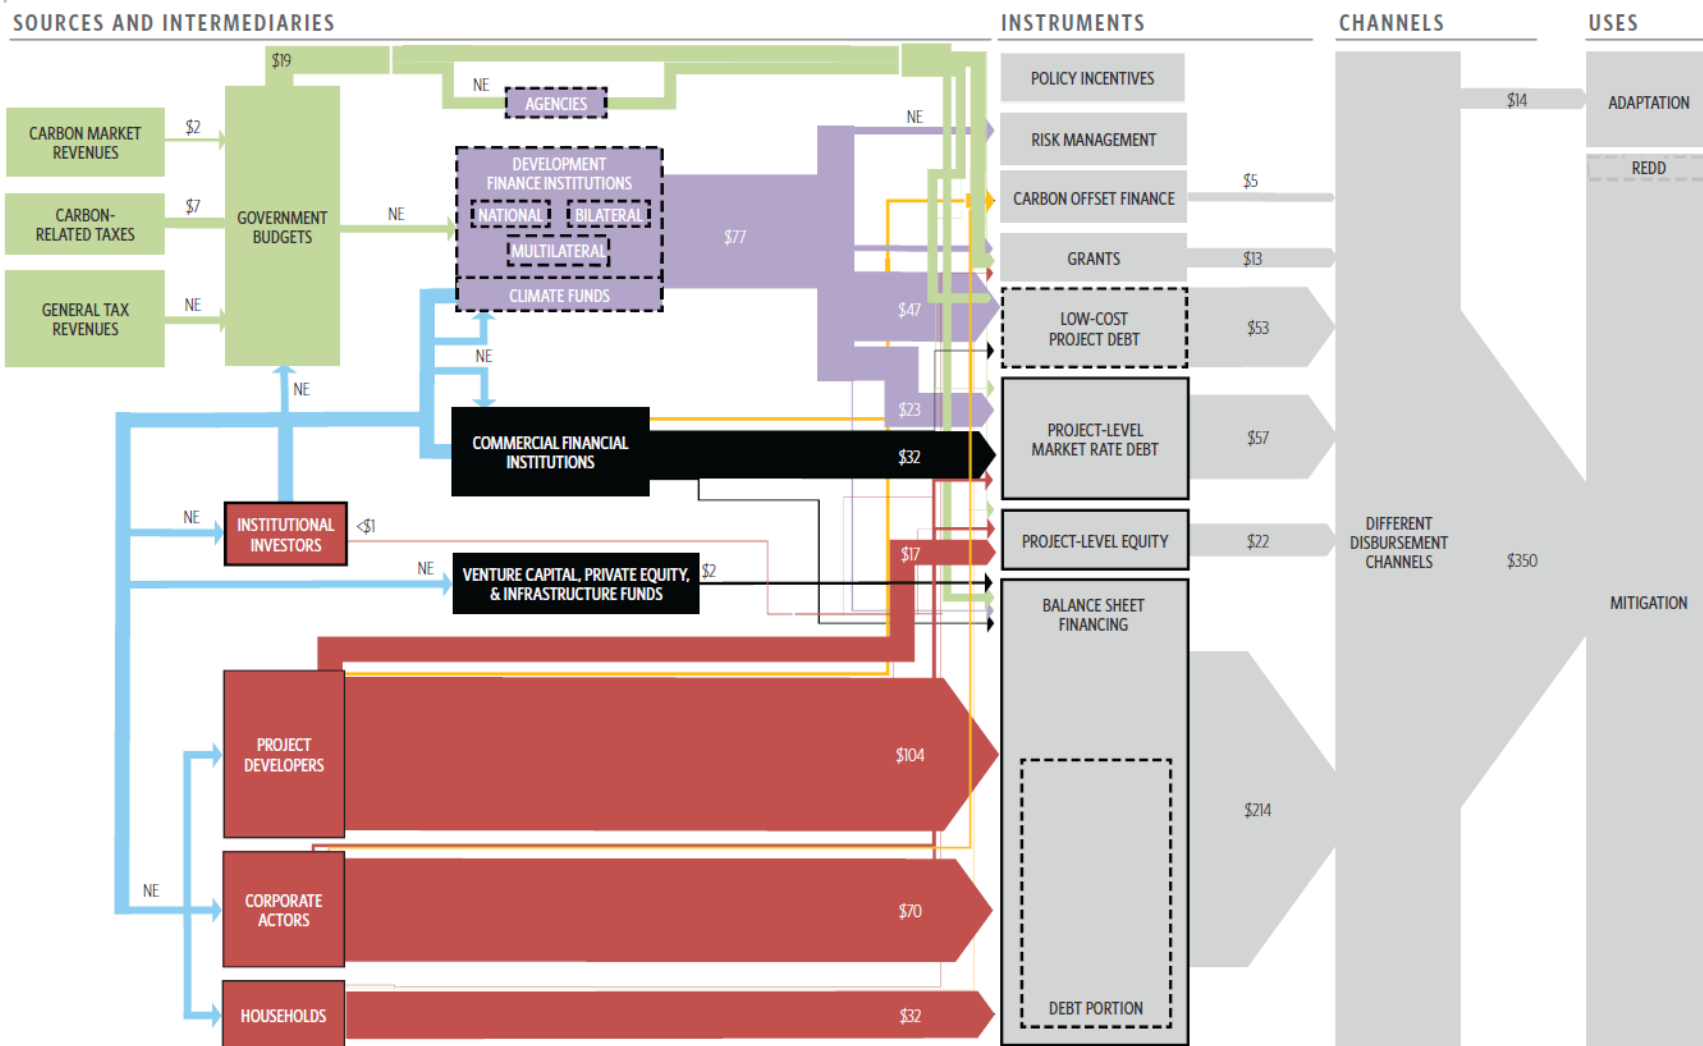 SOURCES AND INTERMEDIARIES
INSTRUMENTS
CHANNELS
USES
$19
NE
AGENCIES
CARBON MARKET
REVENUES
$2
CARBON-
RELATED TAXES
$7
GENERAL TAX
REVENUES
NE
GOVERNMENT
BUDGETS
NE
DEVELOPMENT
FINANCE INSTITUTIONS
NATIONAL
BILATERAL
MULTILATERAL
CLIMATE FUNDS
$77
NE
$47
$23
NE
NE
COMMERCIAL FINANCIAL
INSTITUTIONS
$32
NE
INSTITUTIONAL
INVESTORS
<$1
NE
VENTURE CAPITAL, PRIVATE EQUITY,
& INFRASTRUCTURE FUNDS
$2
$17
PROJECT
DEVELOPERS
$104
NE
CORPORATE
ACTORS
$70
HOUSEHOLDS
$32
POLICY INCENTIVES
RISK MANAGEMENT
CARBON OFFSET FINANCE
$5
GRANTS
$13
LOW-COST
PROJECT DEBT
$53
PROJECT-LEVEL
MARKET RATE DEBT
$57
PROJECT-LEVEL EQUITY
$22
BALANCE SHEET
FINANCING
$214
DEBT PORTION
DIFFERENT
DISBURSEMENT
CHANNELS
$14
$350
ADAPTATION
REDD
MITIGATION